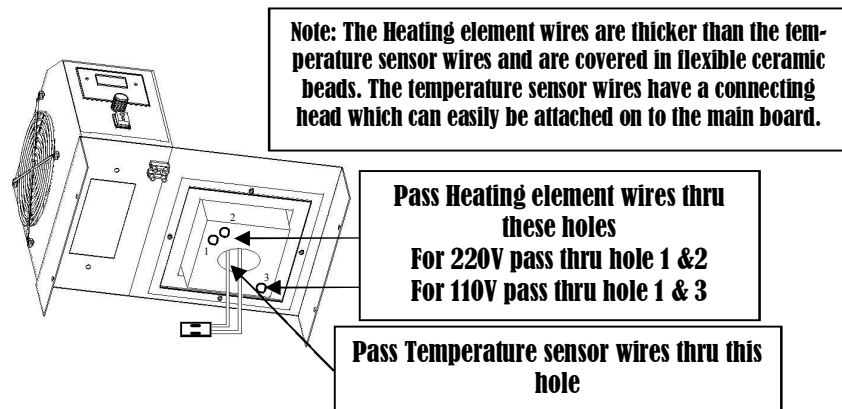 Note: The Heating element wires are thicker than the tem-
perature sensor wires and are covered in flexible ceramic
beads. The temperature sensor wires have a connecting
head which can easily be attached on to the main board.
Pass Heating element wires thru
these holes
For 220V pass thru hole 1 &2
For 110V pass thru hole 1 & 3
2
1
3
Pass Temperature sensor wires thru this
hole